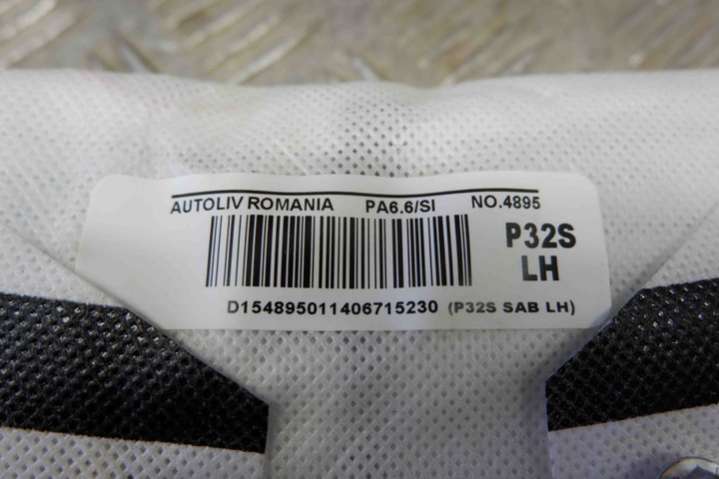 AUTOLIV ROMANIA PA6.6/SI NO.4895
P32S
LH
D154895011406715230 (P32S SAB LH)